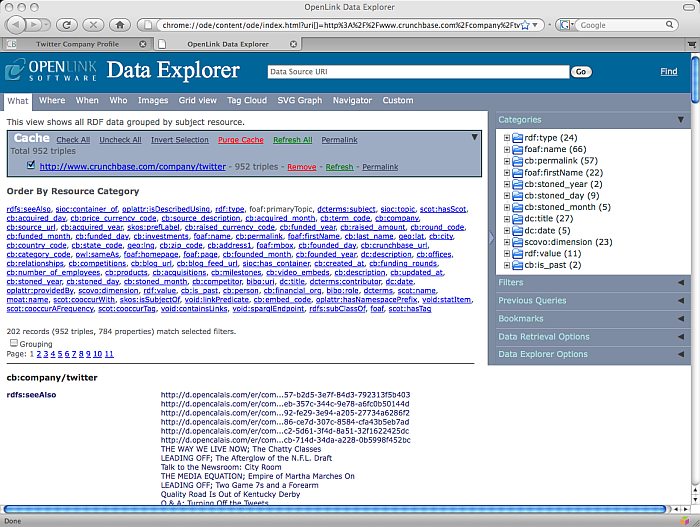 OpenLink Data Explorer
chrome://ode/content/ode/index.html?uri[]=http%3A%2F%2Fwww.crunchbase.com%2Fcompany%2Ftv
Google
CB Twitter Company Profile
OpenLink Data Explorer
OPENLINK SOFTWARE Data Explorer
Data Source URI
Go
Find
What Where When Who Images Grid view Tag Cloud SVG Graph Navigator Custom
This view shows all RDF data grouped by subject resource.
Cache Check All Uncheck All Invert Selection Purge Cache Refresh All Permalink
Total 952 triples
http://www.crunchbase.com/company/twitter - 952 triples - Remove - Refresh - Permalink
Order By Resource Category
rdfs:seeAlso, sioc:container_of, oplattr:isDescribedUsing, rdf:type, foaf:primaryTopic, dcterms:subject, sioc:topic, scot:hasScot,
cb:acquired_day, cb:price_currency_code, cb:source_description, cb:acquired_month, cb:term_code, cb:company,
cb:source_url, cb:acquired_year, skos:prefLabel, cb:raised_currency_code, cb:funded_year, cb:raised_amount, cb:round_code,
cb:funded_month, cb:funded_day, cb:investments, foaf:name, cb:permalink, foaf:firstName, cb:last_name, geo:lat, cb:city,
cb:country_code, cb:state_code, geo:lng, cb:zip_code, cb:address1, foaf:mbox, cb:founded_day, cb:crunchbase_url,
cb:category_code, owl:sameAs, foaf:homepage, foaf:page, cb:founded_month, cb:founded_year, dc:description, cb:offices,
cb:relationships, cb:competitions, cb:blog_url, cb:blog_feed_url, sioc:has_container, cb:created_at, cb:funding_rounds,
cb:number_of_employees, cb:products, cb:acquisitions, cb:milestones, cb:video_embeds, cb:description, cb:updated_at,
cb:stoned_year, cb:stoned_day, cb:stoned_month, cb:competitor, bibo:uri, dc:title, dcterms:contributor, dc:date,
oplattr:providedBy, scovo:dimension, rdf:value, cb:is_past, cb:person, cb:financial_org, bibo:role, dcterms, scot:name,
moat:name, scot:cooccurWith, skos:isSubjectOf, void:linkPredicate, cb:embed_code, oplattr:hasNamespacePrefix, void:statItem,
scot:cooccurAFrequency, scot:cooccurTag, void:containsLinks, void:sparqlEndpoint, rdfs:subClassOf, foaf, scot:hasTag
202 records (952 triples, 784 properties) match selected filters.
Grouping
Page: 1 2 3 4 5 6 7 8 9 10 11
cb:company/twitter
rdfs:seeAlso
http://d.opencalais.com/er/com...57-b2d5-3e7f-84d3-792313f5b403
http://d.opencalais.com/er/com...eb-357c-344c-9e78-a6fc0b50144d
http://d.opencalais.com/er/com...92-fe29-3e94-a205-27734a6286f2
http://d.opencalais.com/er/com...86-ce7d-307c-8584-cfa43b5eb7ad
http://d.opencalais.com/er/com...c2-5d61-3f4d-8a51-32f1622425dc
http://d.opencalais.com/er/com...cb-714d-34da-a228-0b5998f452bc
THE WAY WE LIVE NOW; The Chatty Classes
LEADING OFF; The Afterglow of the N.F.L. Draft
Talk to the Newsroom: City Room
THE MEDIA EQUATION; Empire of Martha Marches On
LEADING OFF; Two Game 7s and a Forearm
Quality Road Is Out of Kentucky Derby
Q & A: Turning Off the Tweets
Categories
rdf:type (24)
foaf:name (66)
cb:permalink (57)
foaf:firstName (22)
cb:stoned_year (2)
cb:stoned_day (9)
cb:stoned_month (5)
dc:title (27)
dc:date (5)
scovo:dimension (23)
rdf:value (11)
cb:is_past (2)
Filters
Previous Queries
Bookmarks
Data Retrieval Options
Data Explorer Options
Done